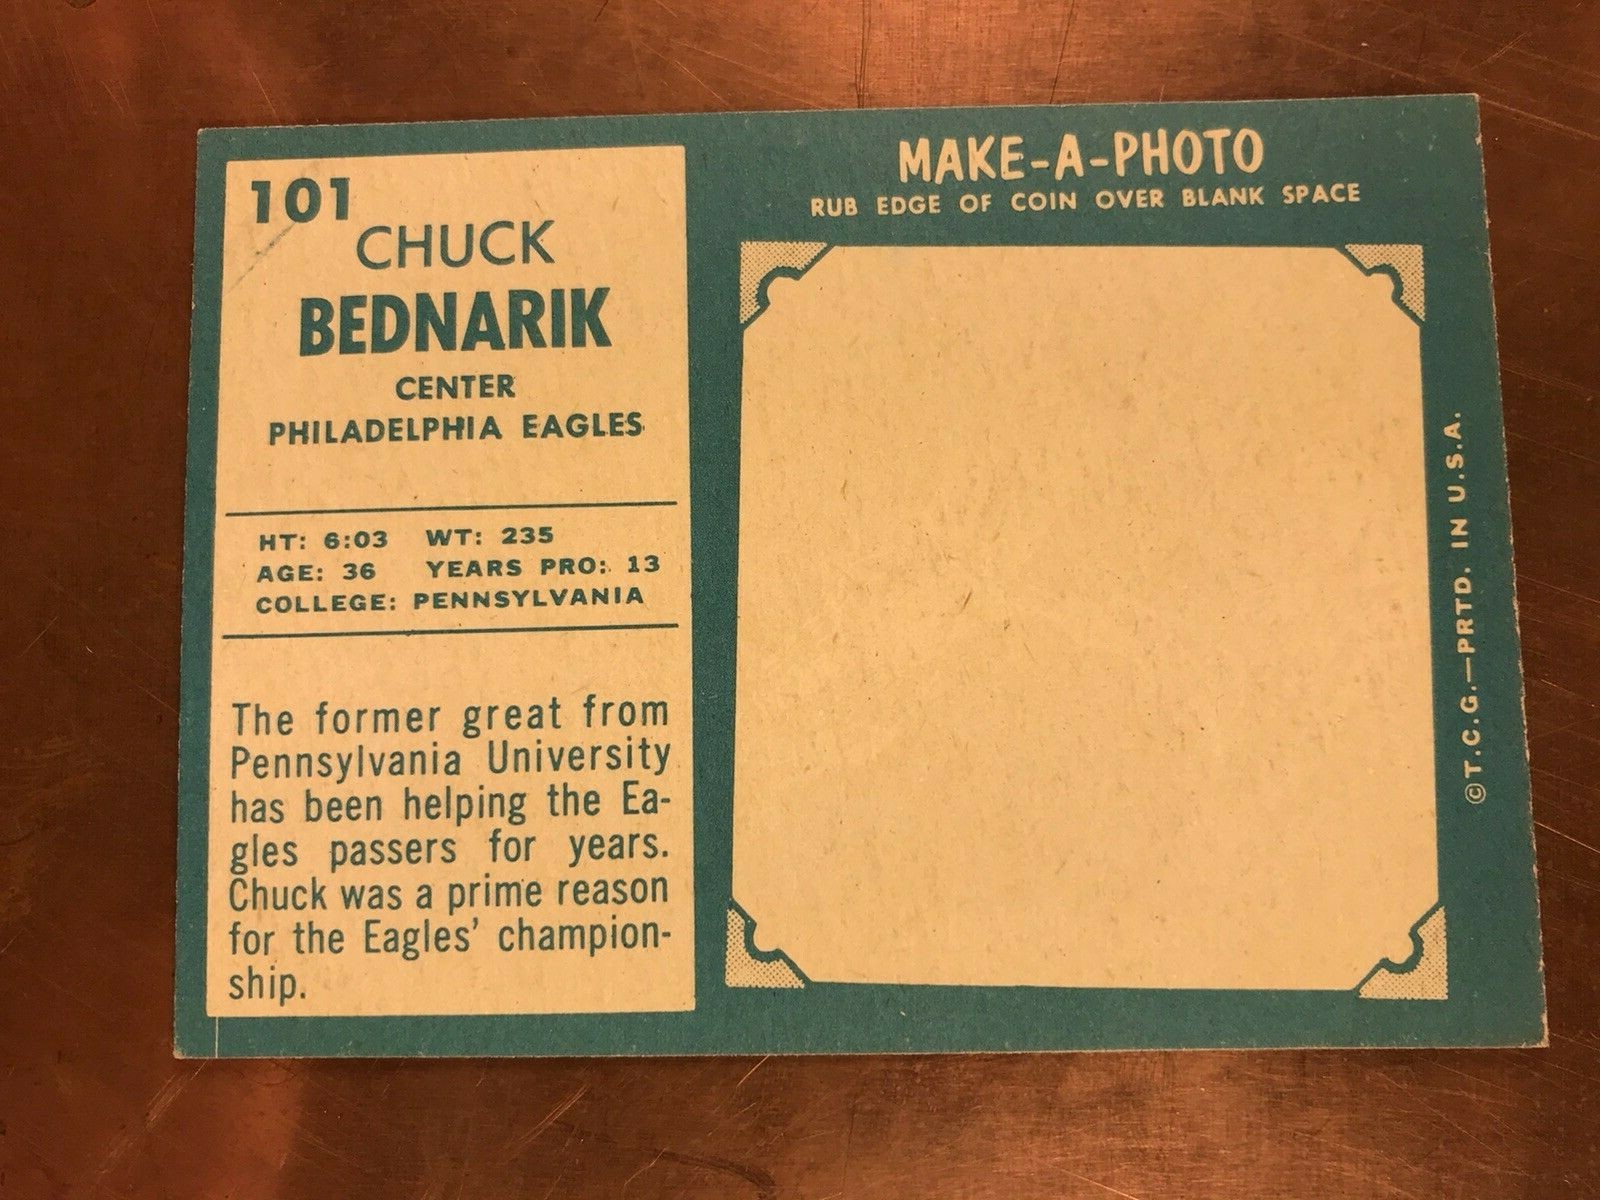 101
CHUCK
BEDNARIK
CENTER
PHILADELPHIA EAGLES
HT: 6:03 WT: 235
AGE: 36 YEARS PRO: 13
COLLEGE: PENNSYLVANIA
The former great from
Pennsylvania University
has been helping the Ea-
gles passers for years.
Chuck was a prime reason
for the Eagles' champion-
ship.
MAKE-A-PHOTO
RUB EDGE OF COIN OVER BLANK SPACE
©T.C.G.—PRTD. IN U.S.A.